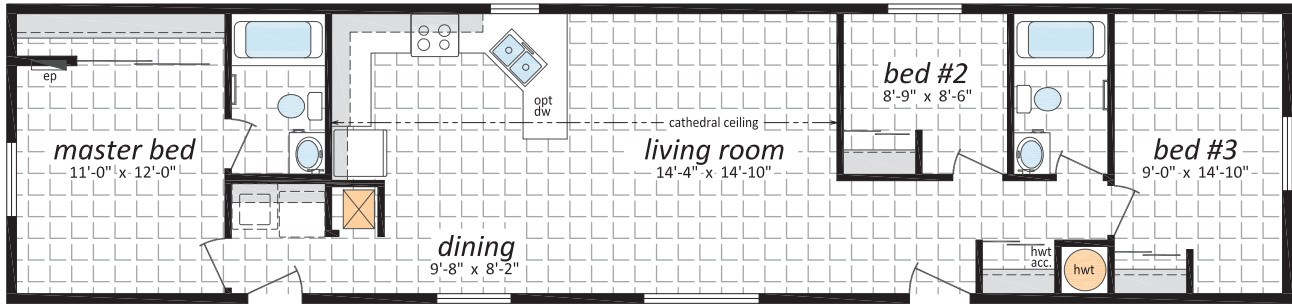 ep
master bed
11'-0" x 12'-0"
opt
dw
cathedral ceiling
living room
14'-4" x 14'-10"
dining
9'-8" x 8'-2"
bed #2
8'-9" x 8'-6"
bed #3
9'-0" x 14'-10"
hwt
acc.
hwt